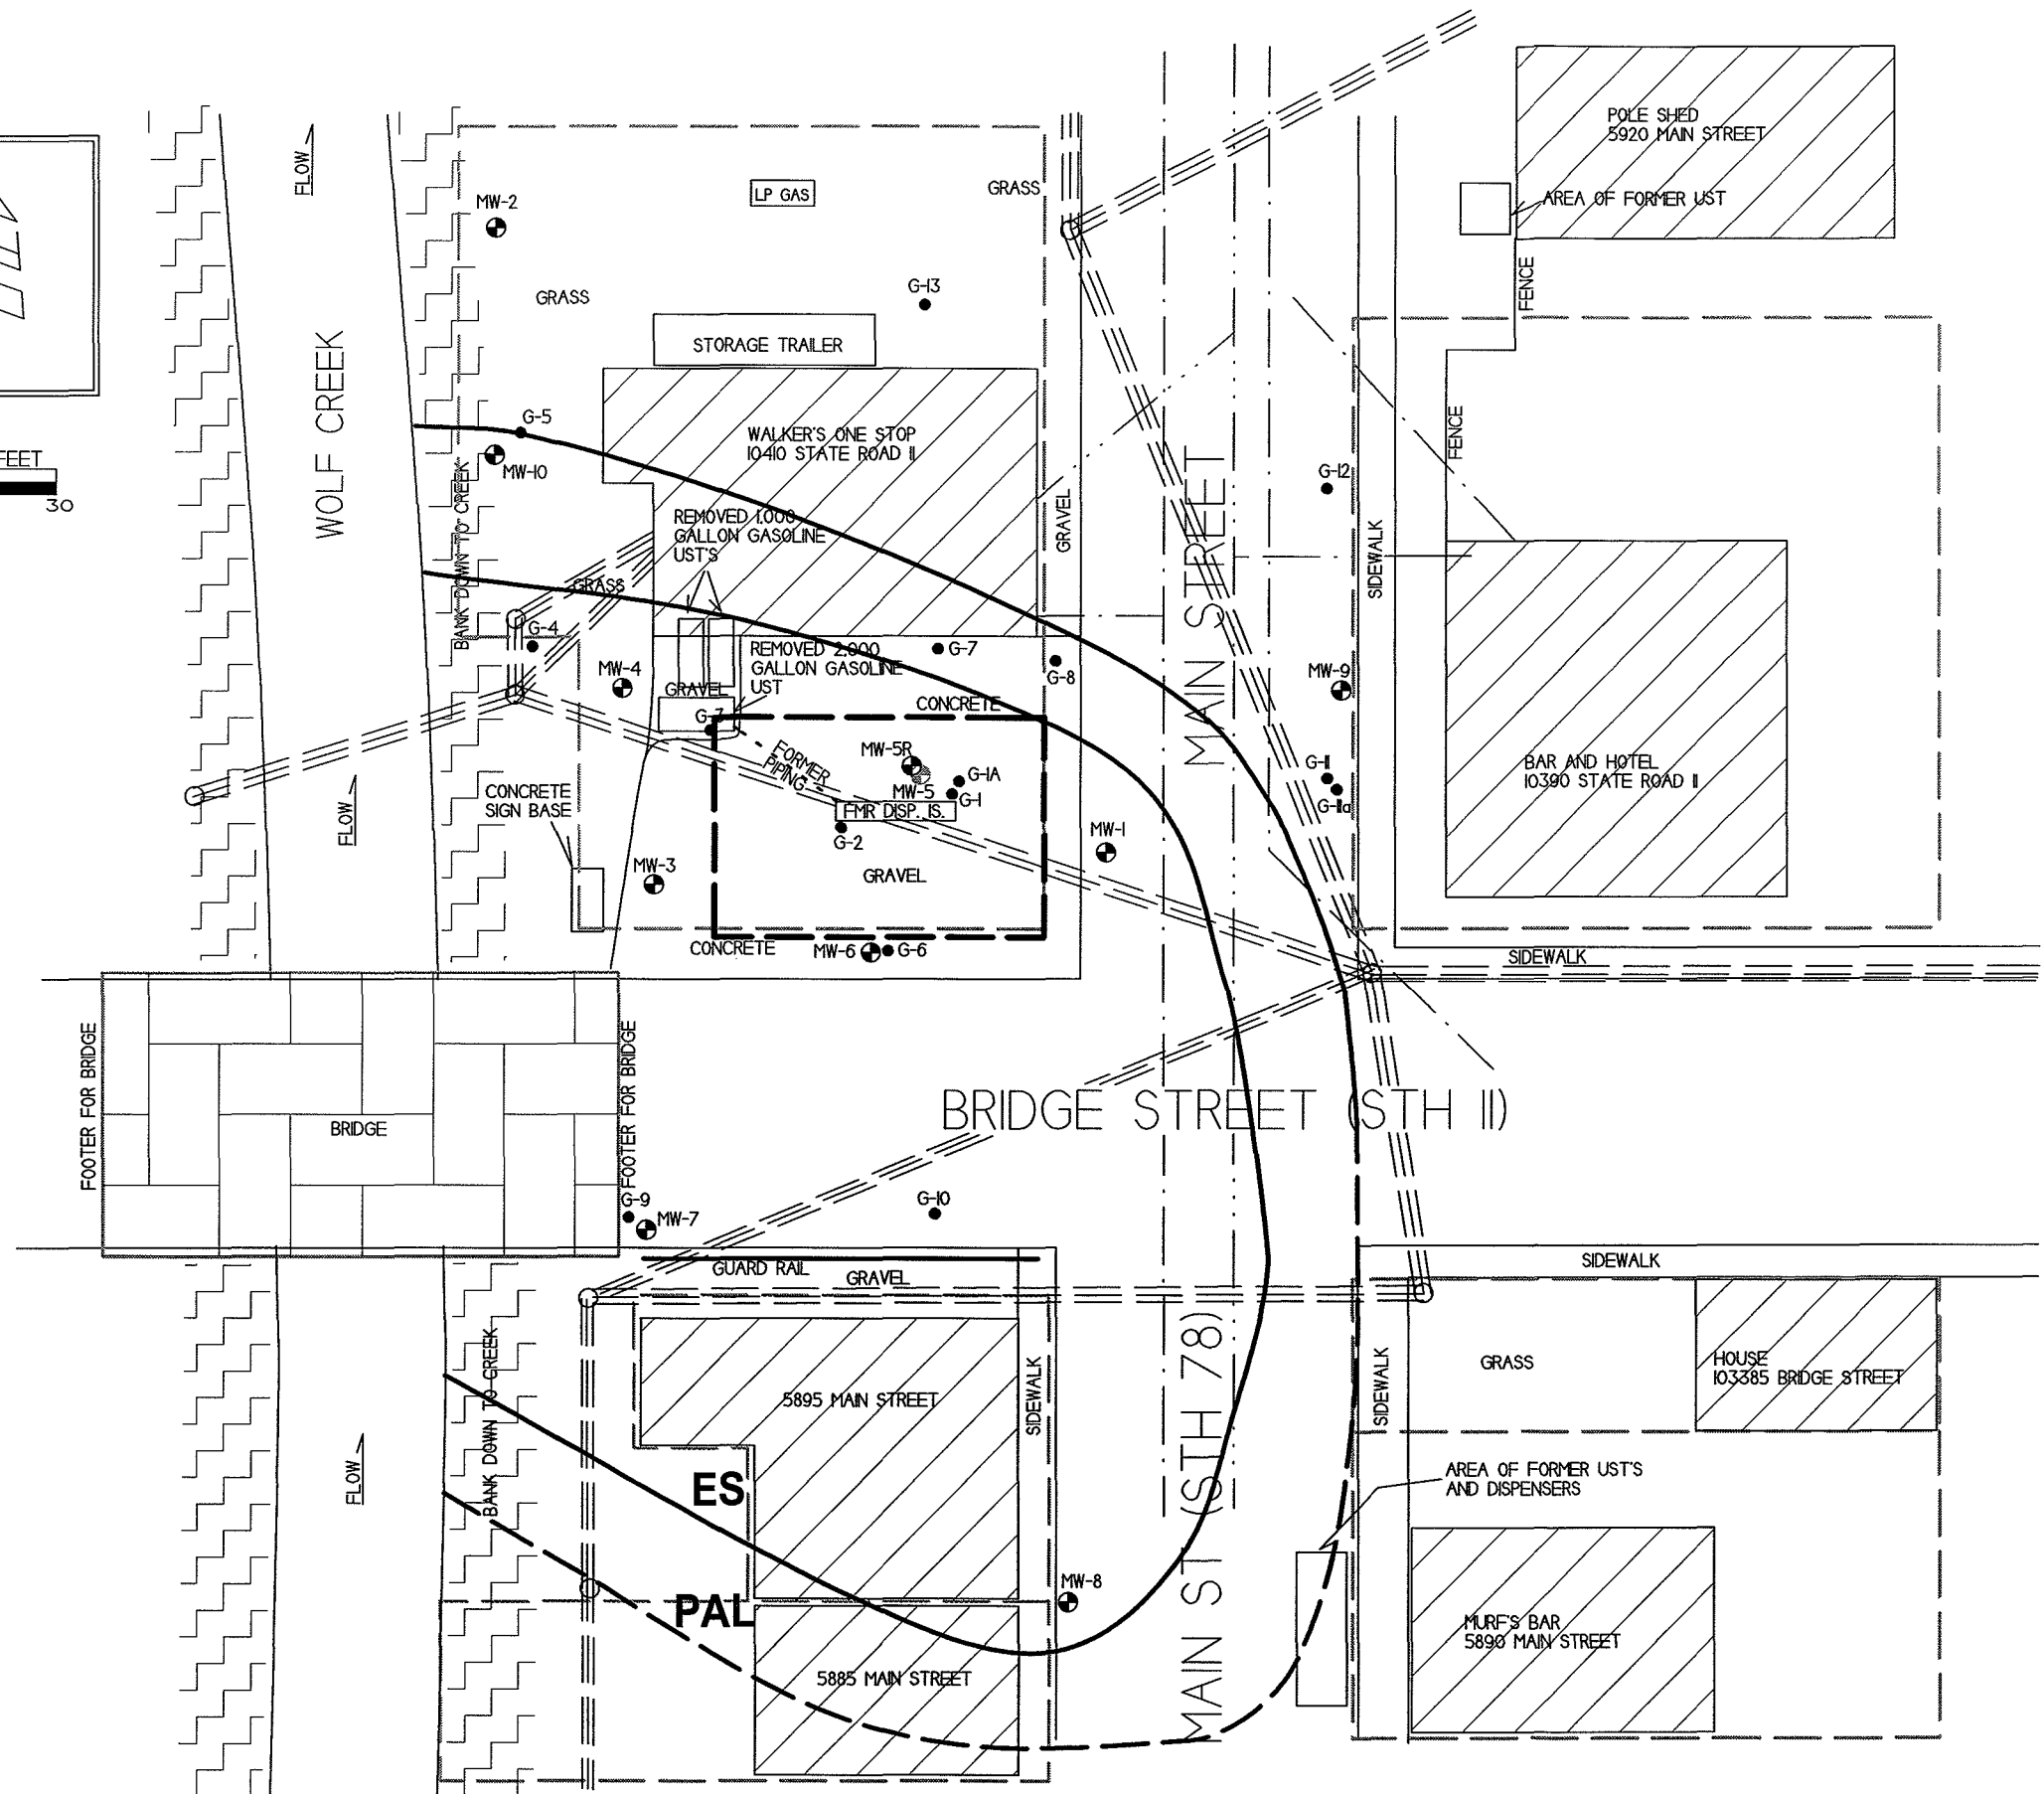 POLE SHED
5920 MAIN STREET
AREA OF FORMER UST
FLOW
LP GAS
GRASS
MW-2
G-13
GRASS
FENCE
STORAGE TRAILER
WOLF CREEK
FEET
30
G-5
MW-10
WALKER'S ONE STOP
10410 STATE ROAD 11
FENCE
G-12
BANK DOWN TO CREEK
REMOVED 1,000
GALLON GASOLINE
UST'S
GRAVEL
MAIN STREET
SIDEWALK
GRASS
G-4
MW-4
GRAVEL
REMOVED 2,000
GALLON GASOLINE
UST
G-7
G-8
MW-9
CONCRETE
G-7
FORMER
PIPING
MW-5R
MW-5
G-1A
G-1
FMR DISP. IS.
G-2
G-11
G-11a
BAR AND HOTEL
10390 STATE ROAD 11
CONCRETE
SIGN BASE
FLOW
MW-3
MW-1
GRAVEL
CONCRETE
MW-6
G-6
SIDEWALK
FOOTER FOR BRIDGE
BRIDGE
FOOTER FOR BRIDGE
BRIDGE STREET (STH 11)
G-9
MW-7
G-10
GUARD RAIL
GRAVEL
SIDEWALK
BANK DOWN TO CREEK
5895 MAIN STREET
SIDEWALK
MAIN ST (STH 78)
SIDEWALK
GRASS
HOUSE
103385 BRIDGE STREET
FLOW
ES
AREA OF FORMER UST'S
AND DISPENSERS
MW-8
PAL
MURF'S BAR
5890 MAIN STREET
5885 MAIN STREET